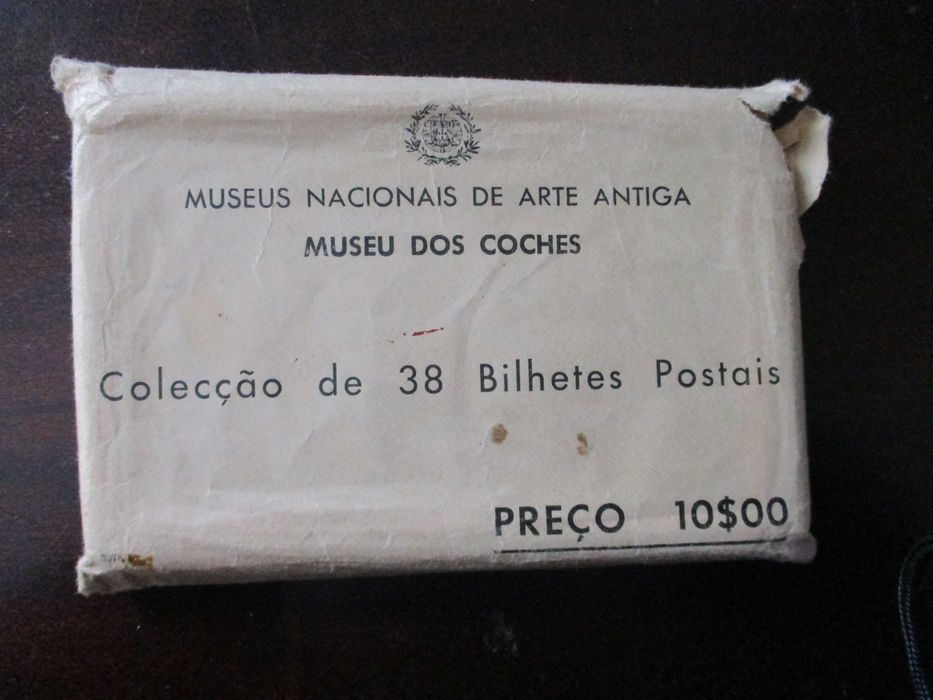 MUSEUS NACIONAIS DE ARTE ANTIGA
MUSEU DOS COCHES
Colecção de 38 Bilhetes Postais
PREÇO 10$00